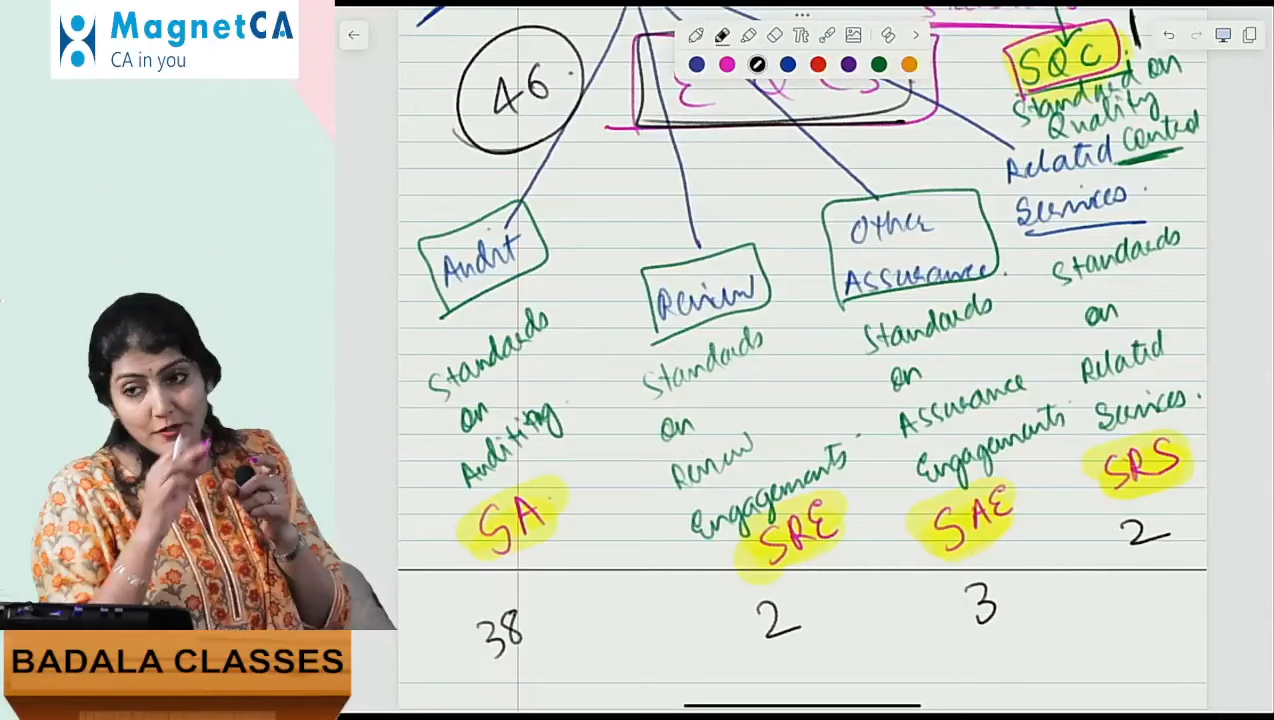 MagnetCA
CA in you
46
SQC
Standard on
Quality
Control
Related
Services.
Audit
Review
Other
Assurance.
Standards
on
Auditing
SA
38
Standards
on
Review
Engagements
SRE
2
Standards
on
Assurance
Engagements
SAE
3
Standards
on
Related
Services.
SRS
2
BADALA CLASSES